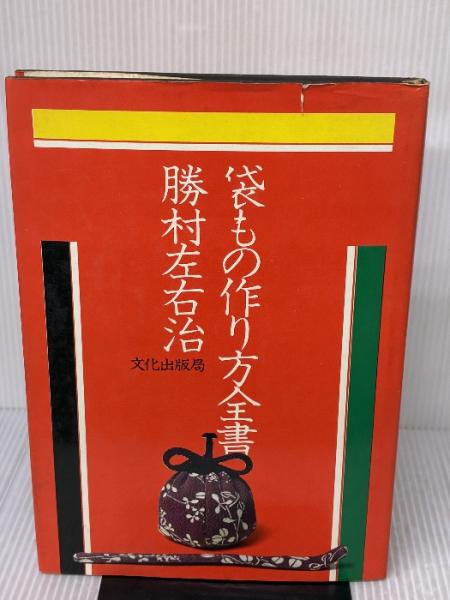 袋もの作り方全書
勝村左右治
文化出版局